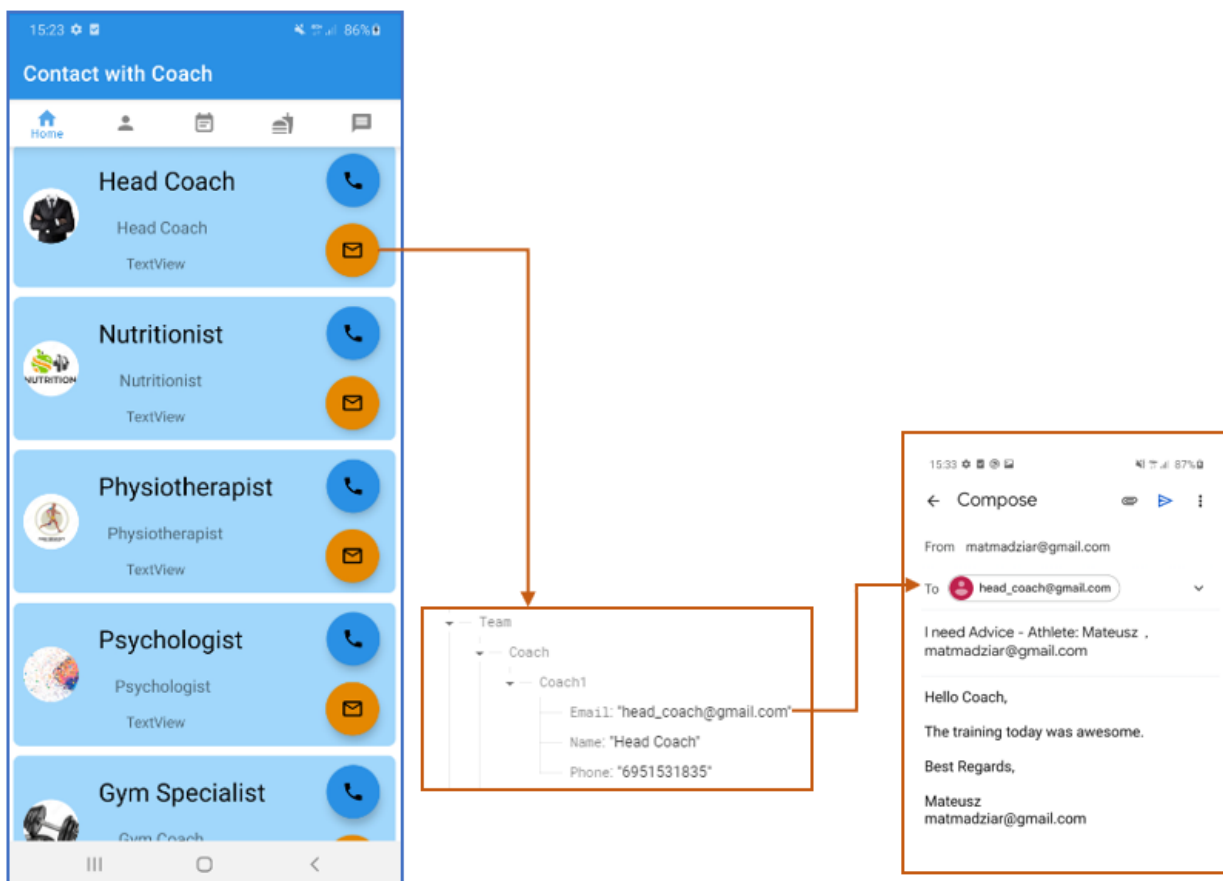 15:23 86%
Contact with Coach
Home
Head Coach
Head Coach
TextView
Nutritionist
NUTRITION
Nutritionist
TextView
Physiotherapist
Physiotherapist
TextView
Psychologist
Psychologist
TextView
Gym Specialist
Gym Coach
Team
Coach
Coach1
Email: "head_coach@gmail.com"
Name: "Head Coach"
Phone: "6951531835"
15:33 87%
Compose
From matmadziar@gmail.com
To head_coach@gmail.com
I need Advice - Athlete: Mateusz ,
matmadziar@gmail.com
Hello Coach,
The training today was awesome.
Best Regards,
Mateusz
matmadziar@gmail.com